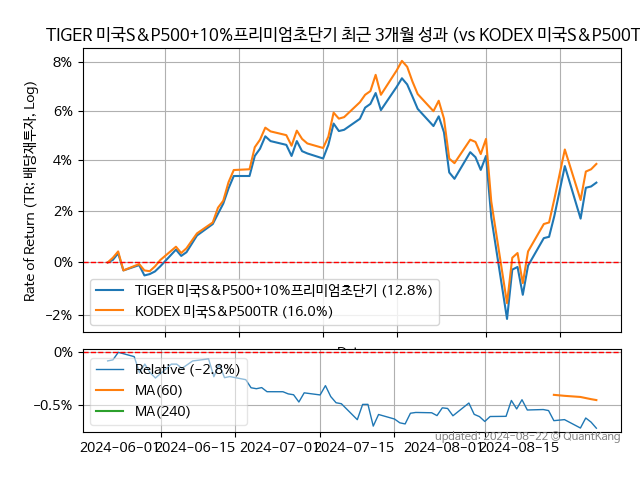 TIGER 미국S&P500+10%프리미엄초단기 최근 3개월 성과 (vs KODEX 미국S&P500T
Rate of Return (TR: 배당재투자, Log)
8%
6%
4%
2%
0%
−2%
TIGER 미국S&P500+10%프리미엄초단기 (12.8%)
KODEX 미국S&P500TR (16.0%)
0%
−0.5%
Relative (−2.8%)
MA(60)
MA(240)
updated: 2024-08-22 © QuantKang
2024-06-01 2024-06-15 2024-07-01 2024-07-15 2024-08-01 2024-08-15